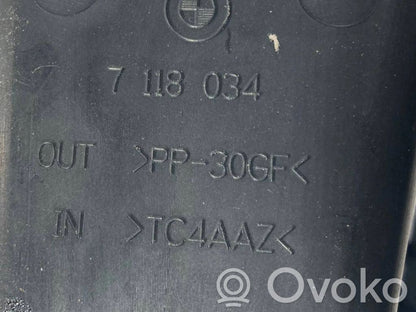 7 118 034
OUT >PP-30GF<
IN >TC4AAZ<
Ovoko